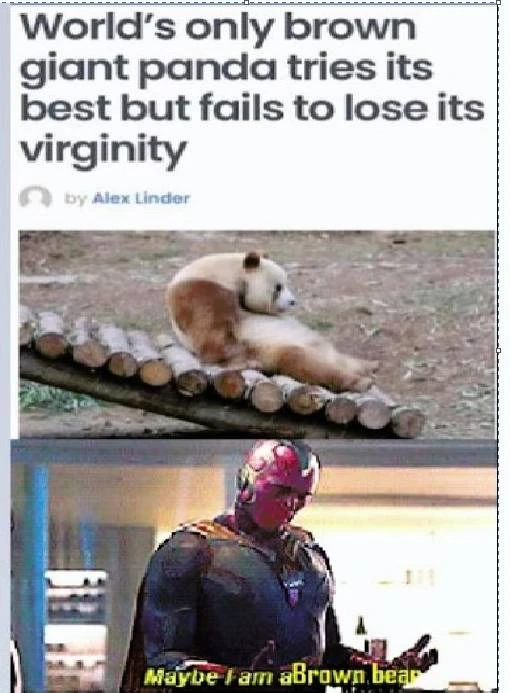 World's only brown
giant panda tries its
best but fails to lose its
virginity
by Alex Linder
Maybe I am aBrown bear